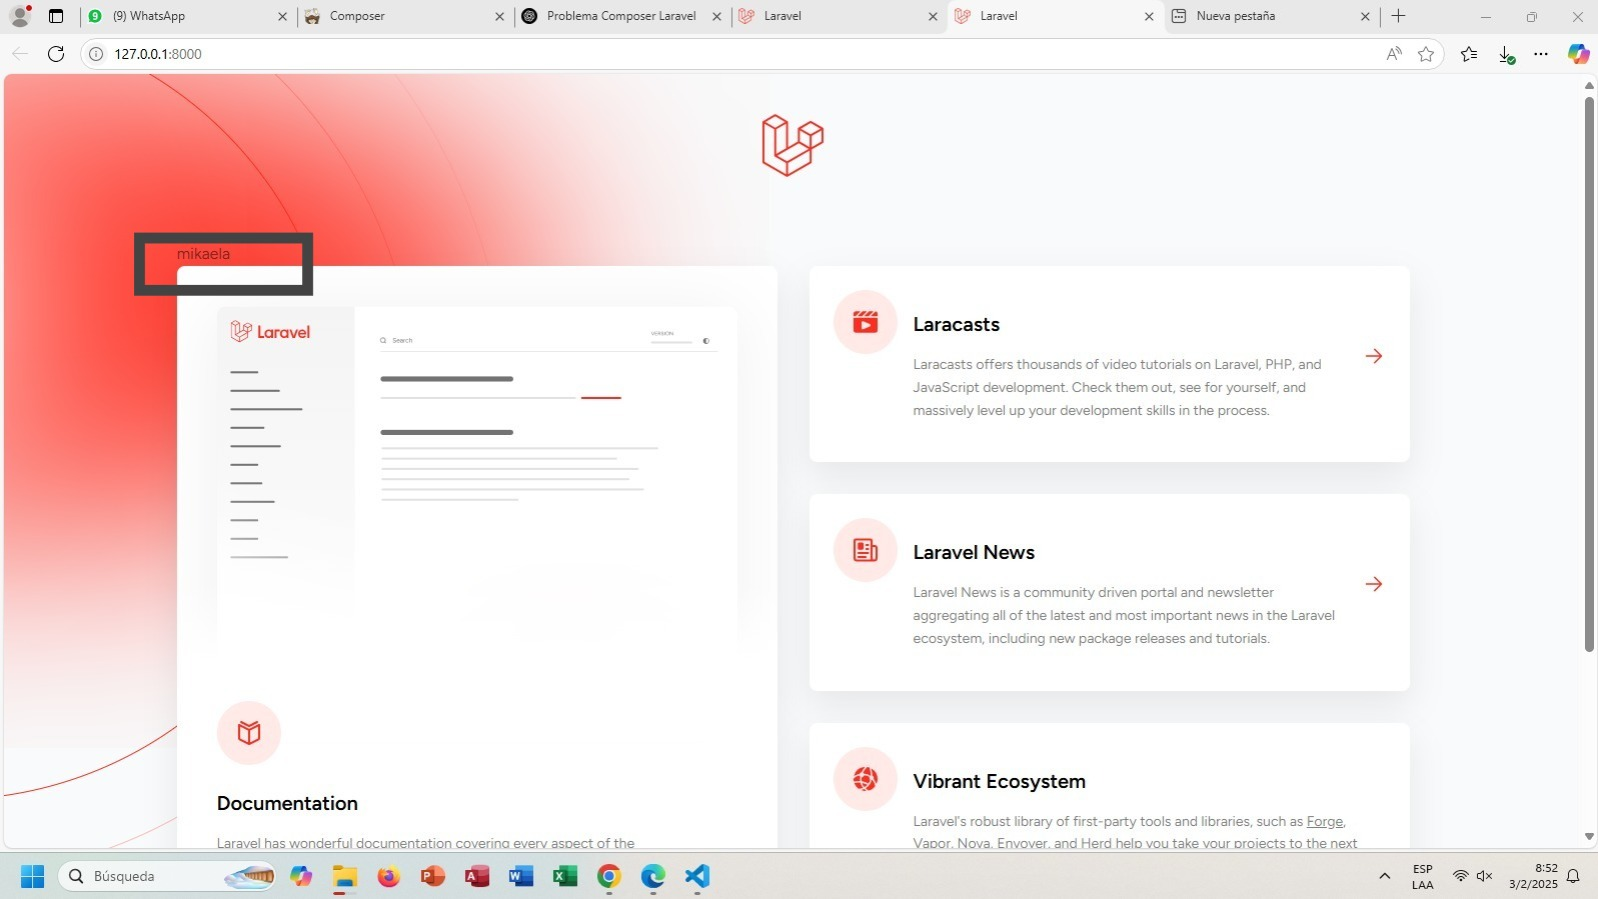 (9) WhatsApp
Composer
Problema Composer Laravel
Laravel
Laravel
Nueva pestaña
127.0.0.1:8000
mikaela
Laravel
Search
VERSION
Laracasts
Laracasts offers thousands of video tutorials on Laravel, PHP, and
JavaScript development. Check them out, see for yourself, and
massively level up your development skills in the process.
Laravel News
Laravel News is a community driven portal and newsletter
aggregating all of the latest and most important news in the Laravel
ecosystem, including new package releases and tutorials.
Documentation
Laravel has wonderful documentation covering every aspect of the
Vibrant Ecosystem
Laravel's robust library of first-party tools and libraries, such as Forge,
Vapor, Nova, Envoyer, and Herd help you take your projects to the next
Búsqueda
ESP
LAA
8:52
3/2/2025